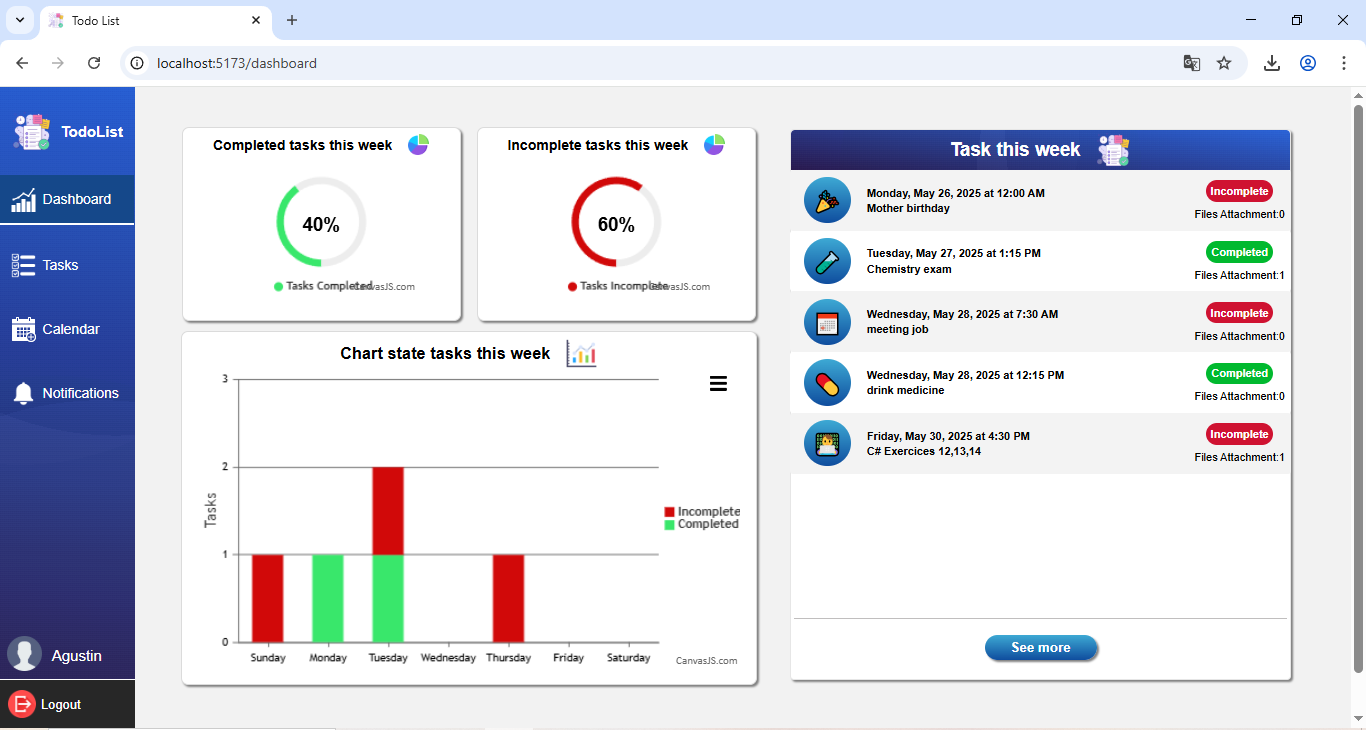 Todo List
localhost:5173/dashboard
TodoList
Dashboard
Tasks
Calendar
Notifications
Agustin
Logout
Completed tasks this week
40%
Tasks Completed
CanvasJS.com
Incomplete tasks this week
60%
Tasks Incomplete
CanvasJS.com
Chart state tasks this week
3
2
1
0
Tasks
Incomplete
Completed
Sunday Monday Tuesday Wednesday Thursday Friday Saturday
CanvasJS.com
Task this week
Monday, May 26, 2025 at 12:00 AM
Mother birthday
Incomplete
Files Attachment:0
Tuesday, May 27, 2025 at 1:15 PM
Chemistry exam
Completed
Files Attachment:1
Wednesday, May 28, 2025 at 7:30 AM
meeting job
Incomplete
Files Attachment:0
Wednesday, May 28, 2025 at 12:15 PM
drink medicine
Completed
Files Attachment:0
Friday, May 30, 2025 at 4:30 PM
C# Exercices 12,13,14
Incomplete
Files Attachment:1
See more